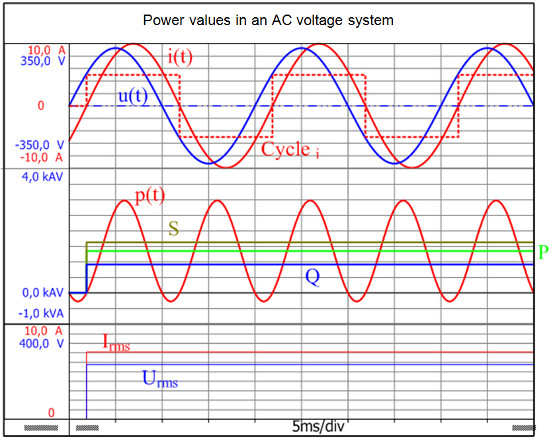 Power values in an AC voltage system
10,0 A
350,0 V
i(t)
u(t)
0
-350,0 V
-10,0 A
Cycle i
4,0 kAV
p(t)
S
P
Q
0,0 kAV
-1,0 kVA
10,0 A
400,0 V
Irms
Urms
0
5ms/div